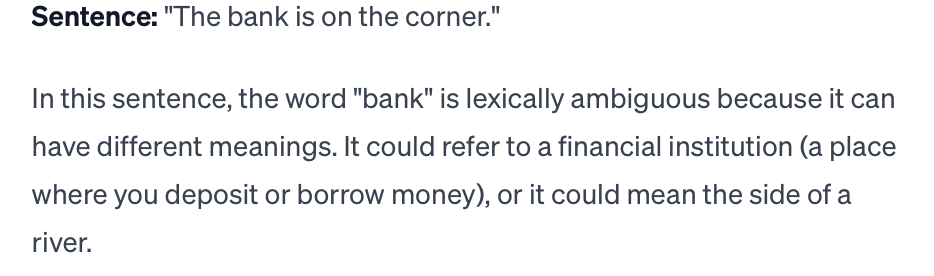 Sentence: "The bank is on the corner."
In this sentence, the word "bank" is lexically ambiguous because it can
have different meanings. It could refer to a financial institution (a place
where you deposit or borrow money), or it could mean the side of a
river.